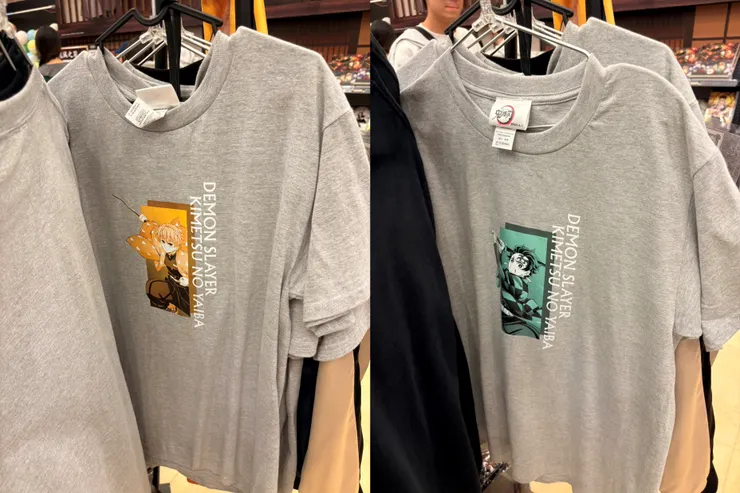 DEMON SLAYER
KIMETSU NO YAIBA
DEMON SLAYER
KIMETSU NO YAIBA